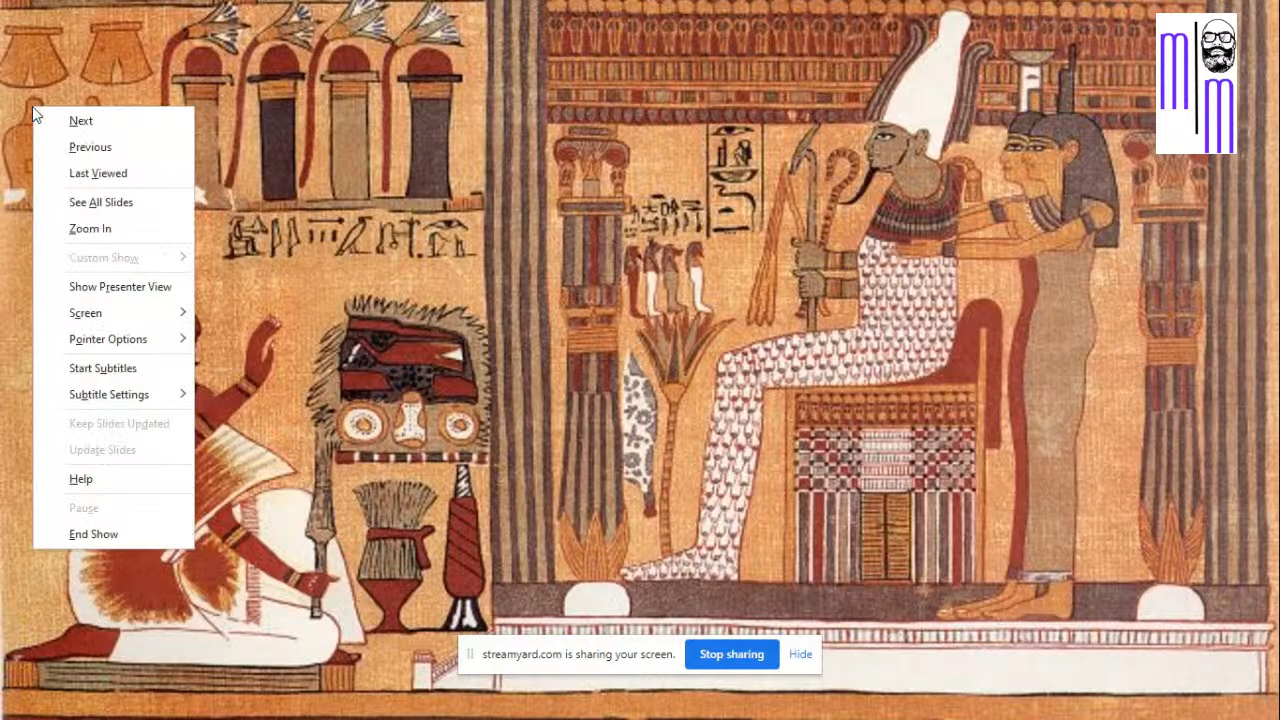 Next
Previous
Last Viewed
See All Slides
Zoom In
Custom Show
Show Presenter View
Screen
Pointer Options
Start Subtitles
Subtitle Settings
Keep Slides Updated
Update Slides
Help
Pause
End Show
m
m
streamyard.com is sharing your screen.
Stop sharing
Hide